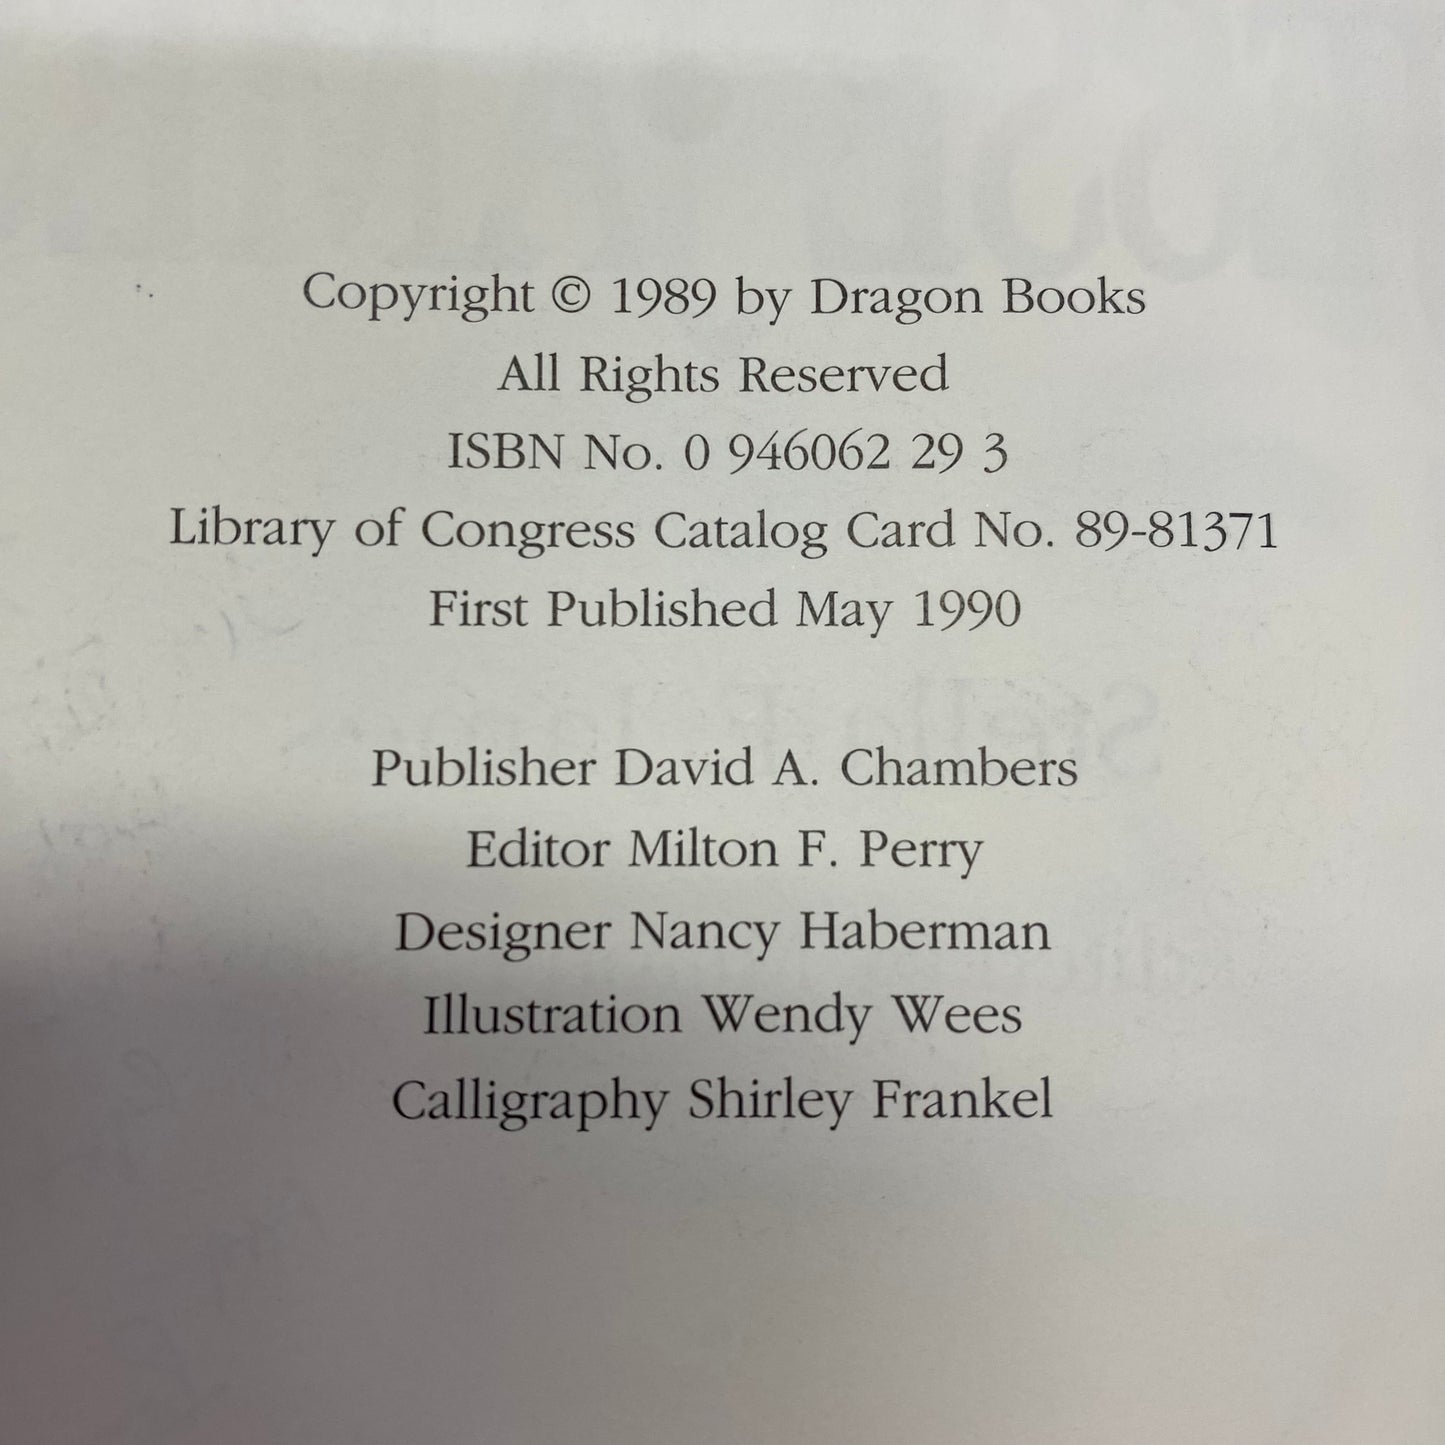 Copyright © 1989 by Dragon Books
All Rights Reserved
ISBN No. 0 946062 29 3
Library of Congress Catalog Card No. 89-81371
First Published May 1990
Publisher David A. Chambers
Editor Milton F. Perry
Designer Nancy Haberman
Illustration Wendy Wees
Calligraphy Shirley Frankel